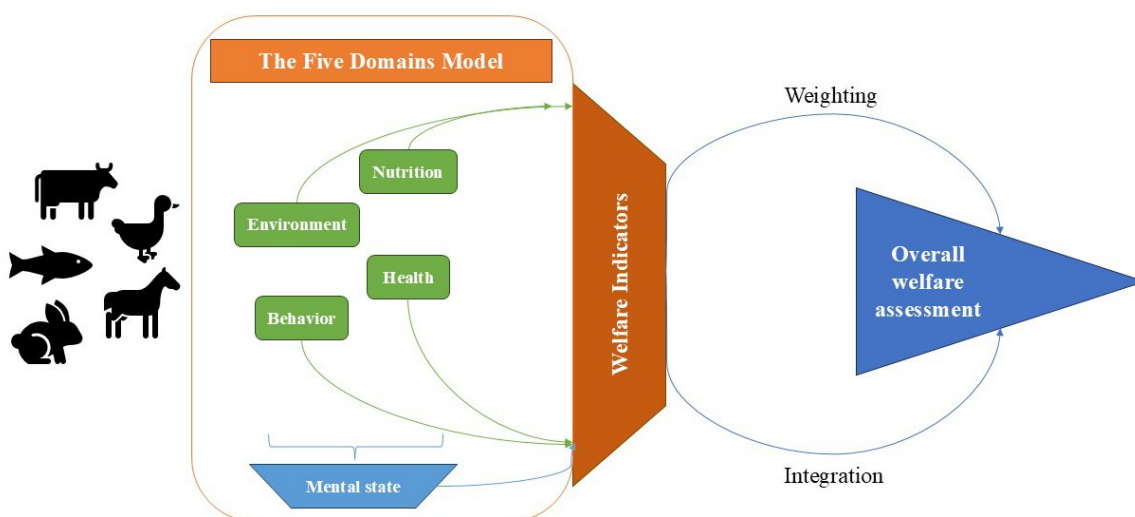 The Five Domains Model
Nutrition
Environment
Health
Behavior
Mental state
Welfare Indicators
Weighting
Overall
welfare
assessment
Integration